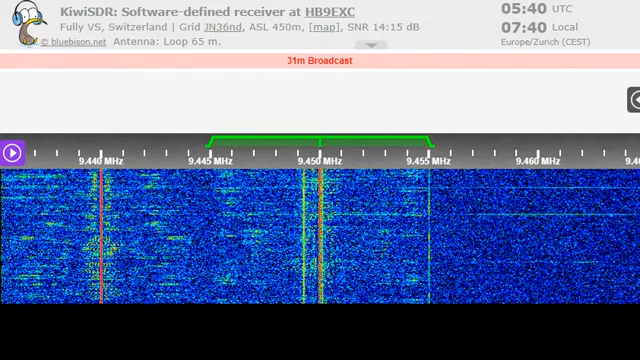 KiwiSDR: Software-defined receiver at HB9EXC
Fully VS, Switzerland | Grid JN36nd, ASL 450m, [map], SNR 14:15 dB
© bluebison.net Antenna: Loop 65 m.
05:40 UTC
07:40 Local
Europe/Zurich (CEST)
31m Broadcast
9.440 MHz 9.445 MHz 9.450 MHz 9.455 MHz 9.460 MHz